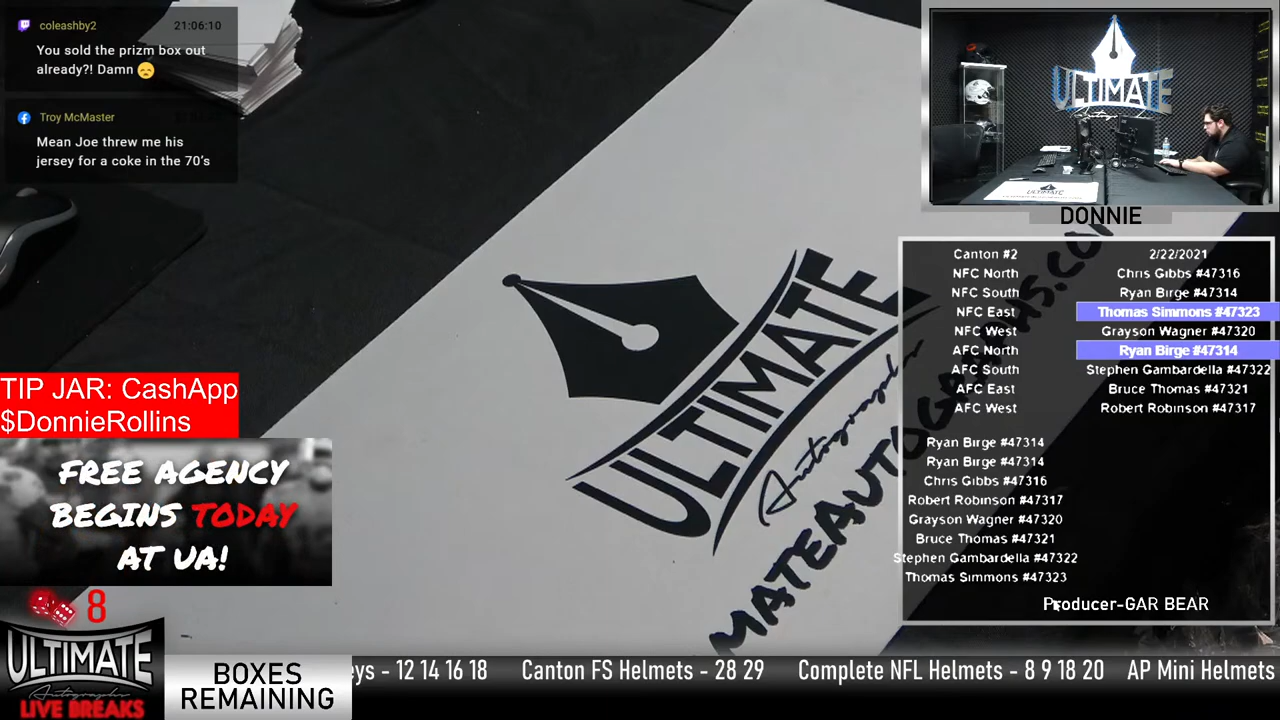 coleashby2 21:06:10
You sold the prizm box out
already?! Damn 😞
Troy McMaster
Mean Joe threw me his
jersey for a coke in the 70's
ULTIMATE
ULTIMATE
DONNIE
Canton #2 2/22/2021
NFC North Chris Gibbs #47316
NFC South Ryan Birge #47314
NFC East Thomas Simmons #47323
NFC West Grayson Wagner #47320
AFC North Ryan Birge #47314
AFC South Stephen Gambardella #47322
AFC East Bruce Thomas #47321
AFC West Robert Robinson #47317
Ryan Birge #47314
Ryan Birge #47314
Chris Gibbs #47316
Robert Robinson #47317
Grayson Wagner #47320
Bruce Thomas #47321
Stephen Gambardella #47322
Thomas Simmons #47323
Producer-GAR BEAR
ULTIMATE
Autographs
MATEAUTOGRAPHS.COM
TIP JAR: CashApp
$DonnieRollins
FREE AGENCY
BEGINS TODAY
AT UA!
8
ULTIMATE
Autographs
LIVE BREAKS
BOXES
REMAINING
eys - 12 14 16 18 Canton FS Helmets - 28 29 Complete NFL Helmets - 8 9 18 20 AP Mini Helmets